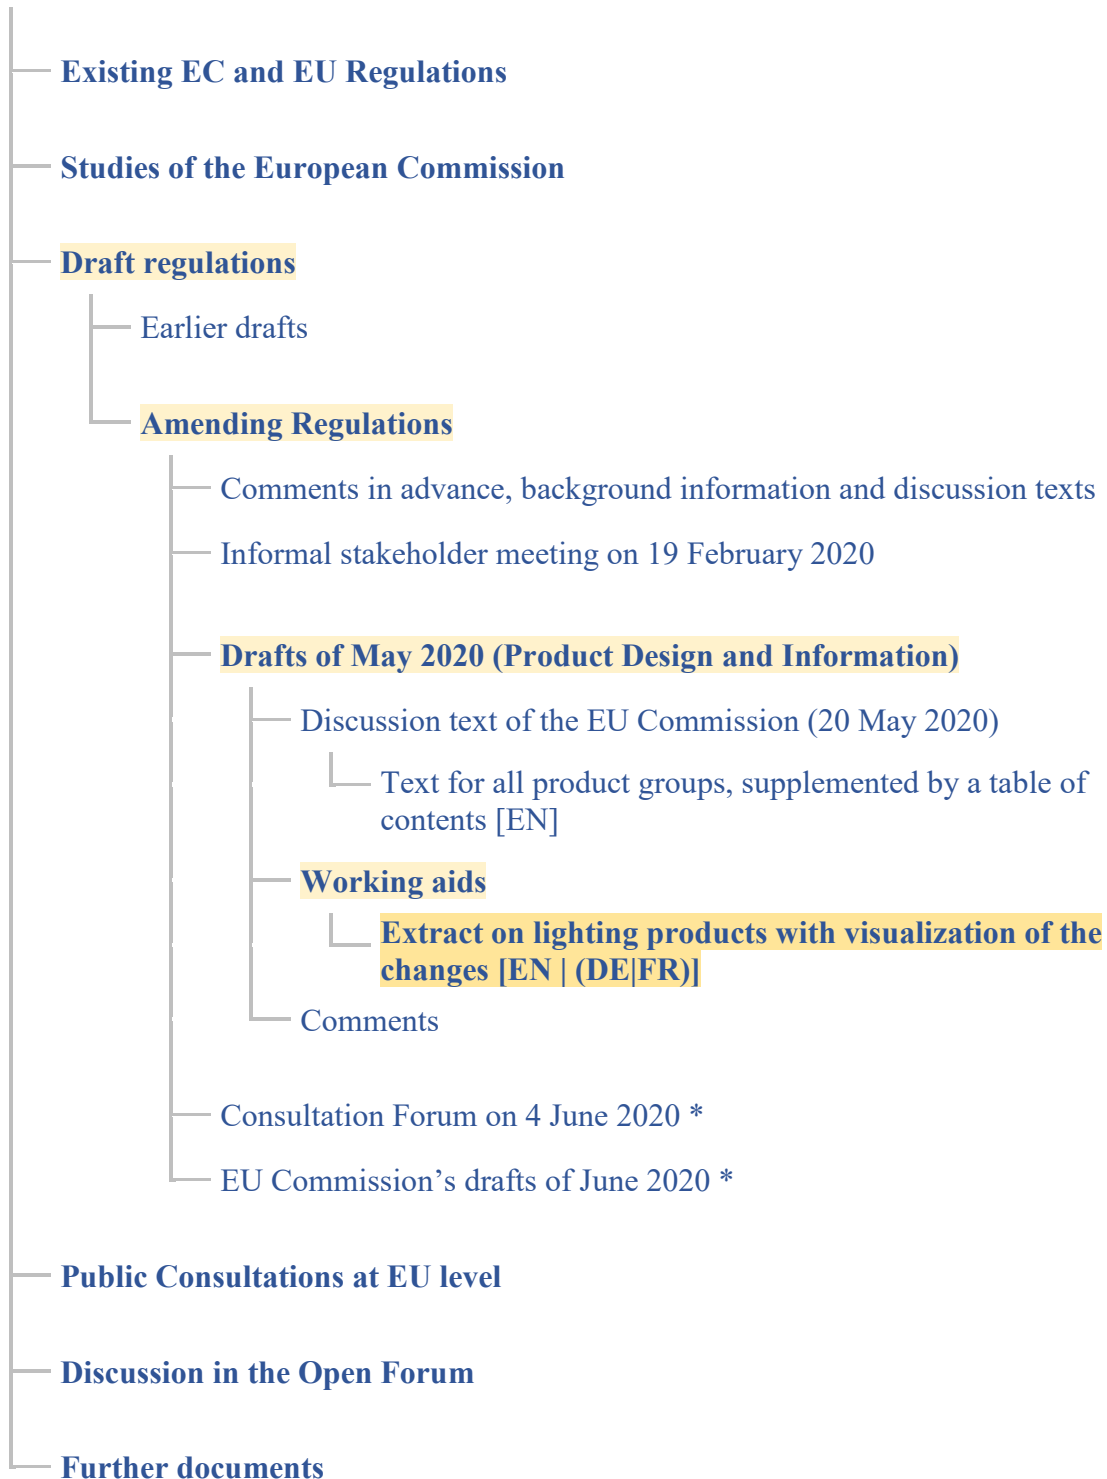 Existing EC and EU Regulations
Studies of the European Commission
Draft regulations
Earlier drafts
Amending Regulations
Comments in advance, background information and discussion texts
Informal stakeholder meeting on 19 February 2020
Drafts of May 2020 (Product Design and Information)
Discussion text of the EU Commission (20 May 2020)
Text for all product groups, supplemented by a table of
contents [EN]
Working aids
Extract on lighting products with visualization of the
changes [EN | (DE|FR)]
Comments
Consultation Forum on 4 June 2020 *
EU Commission’s drafts of June 2020 *
Public Consultations at EU level
Discussion in the Open Forum
Further documents